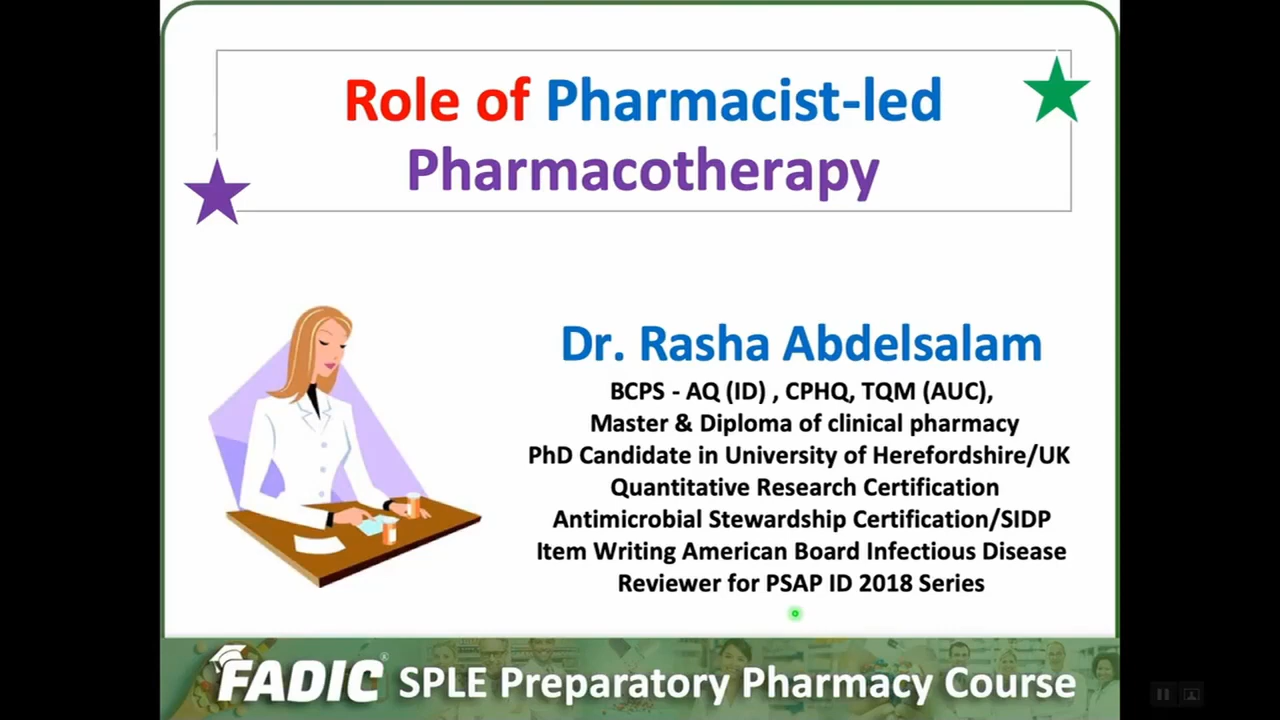 Role of Pharmacist-led
Pharmacotherapy
Dr. Rasha Abdelsalam
BCPS - AQ (ID) , CPHQ, TQM (AUC),
Master & Diploma of clinical pharmacy
PhD Candidate in University of Herefordshire/UK
Quantitative Research Certification
Antimicrobial Stewardship Certification/SIDP
Item Writing American Board Infectious Disease
Reviewer for PSAP ID 2018 Series
FADIC® SPLE Preparatory Pharmacy Course